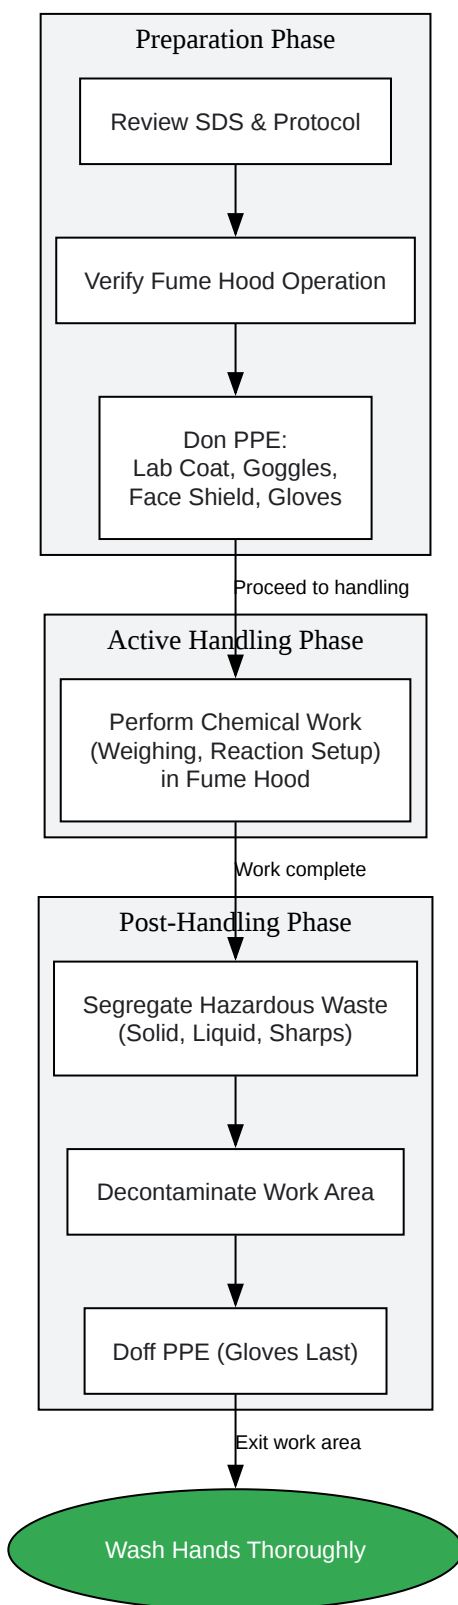 Preparation Phase
Review SDS & Protocol
Verify Fume Hood Operation
Don PPE:
Lab Coat, Goggles,
Face Shield, Gloves
Proceed to handling
Active Handling Phase
Perform Chemical Work
(Weighing, Reaction Setup)
in Fume Hood
Work complete
Post-Handling Phase
Segregate Hazardous Waste
(Solid, Liquid, Sharps)
Decontaminate Work Area
Doff PPE (Gloves Last)
Exit work area
Wash Hands Thoroughly